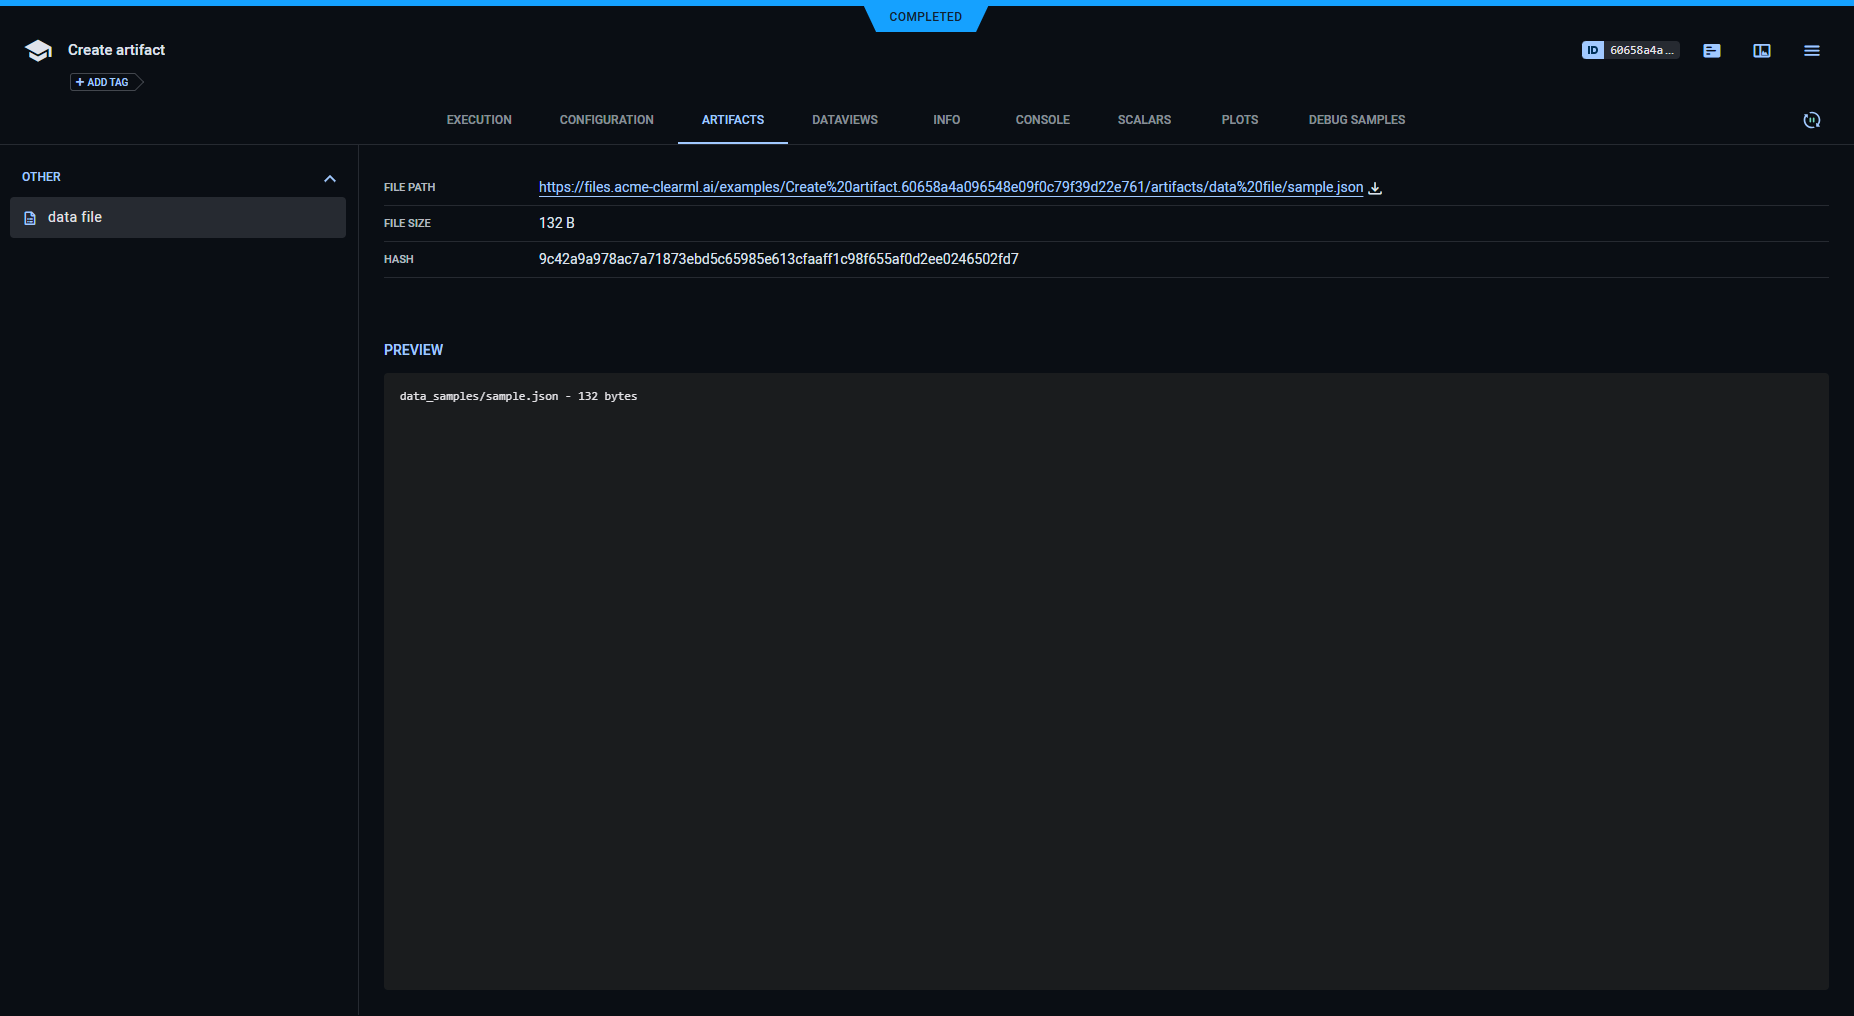 COMPLETED
Create artifact
ID 60658a4a...
+ ADD TAG
EXECUTION CONFIGURATION ARTIFACTS DATAVIEWS INFO CONSOLE SCALARS PLOTS DEBUG SAMPLES
OTHER
data file
FILE PATH https://files.acme-clearml.ai/examples/Create%20artifact.60658a4a096548e09f0c79f39d22e761/artifacts/data%20file/sample.json
FILE SIZE 132 B
HASH 9c42a9a978ac7a71873ebd5c65985e613cfaaff1c98f655af0d2ee0246502fd7
PREVIEW
data_samples/sample.json - 132 bytes